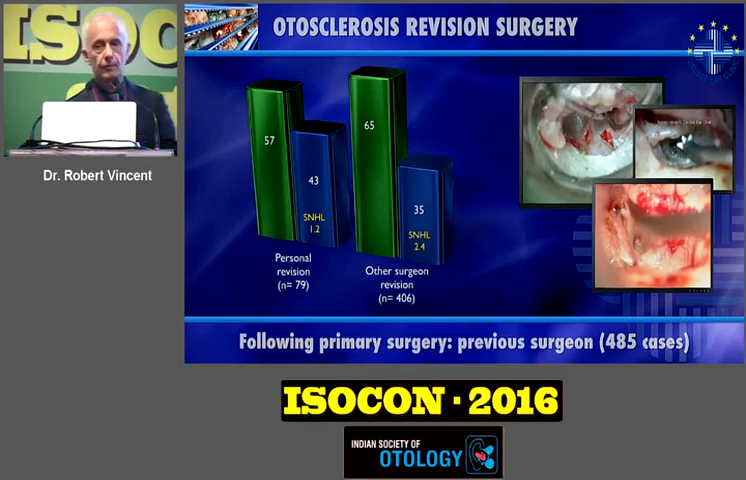 ISOC
OTOSCLEROSIS REVISION SURGERY
57
43
SNHL
1.2
65
35
SNHL
2.4
Personal
revision
(n= 79)
Other surgeon
revision
(n= 406)
Following primary surgery: previous surgeon (485 cases)
Dr. Robert Vincent
ISOCON · 2016
INDIAN SOCIETY OF
OTOLOGY